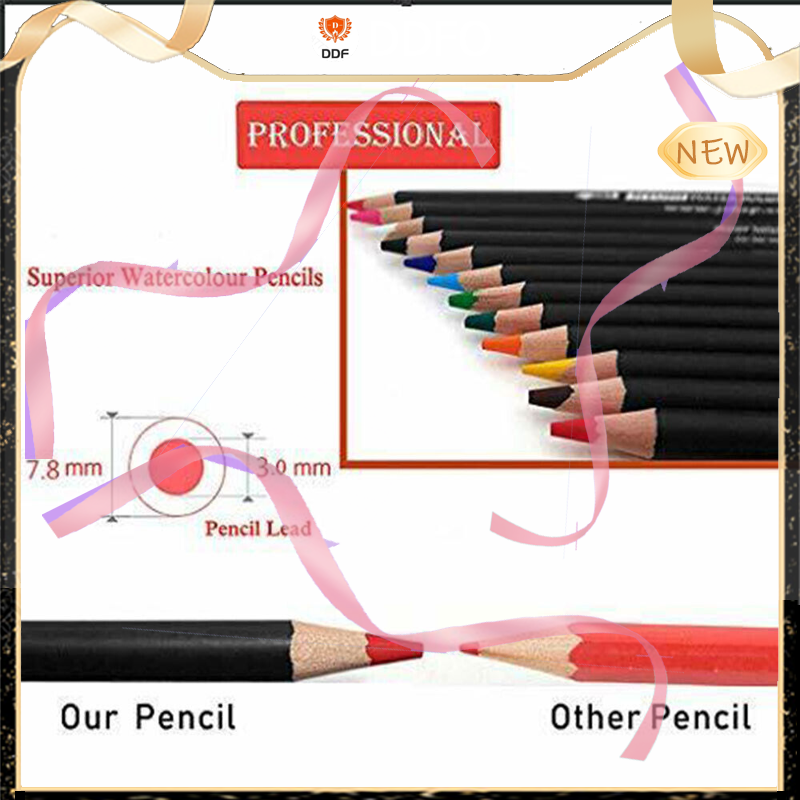 DDF
PROFESSIONAL
NEW
Superior Watercolour Pencils
7.8 mm
3.0 mm
Pencil Lead
Our Pencil
Other Pencil